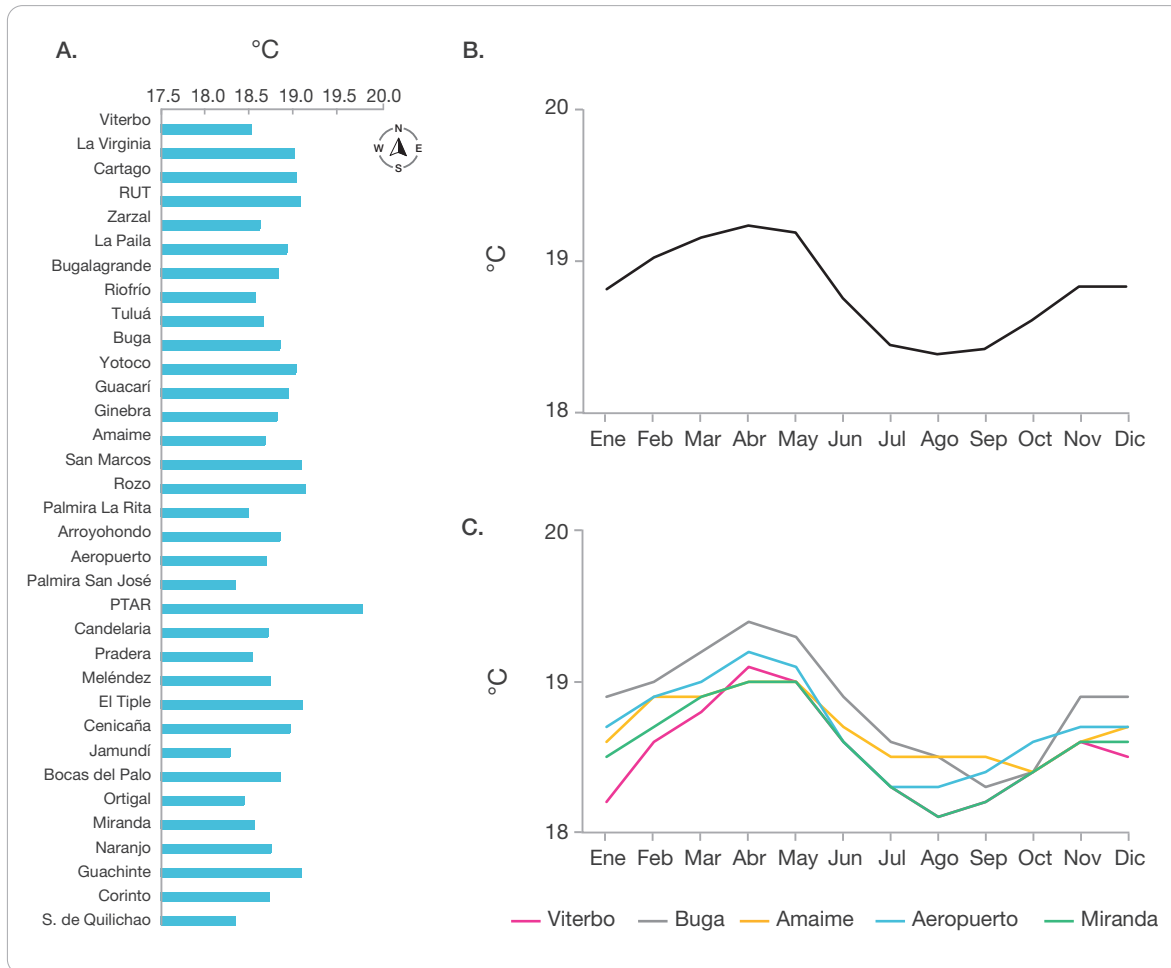 A.
°C
17.5 18.0 18.5 19.0 19.5 20.0
N
W E
S
Viterbo
La Virginia
Cartago
RUT
Zarzal
La Paila
Bugalagrande
Riofrío
Tuluá
Buga
Yotoco
Guacarí
Ginebra
Amaime
San Marcos
Rozo
Palmira La Rita
Arroyohondo
Aeropuerto
Palmira San José
PTAR
Candelaria
Pradera
Meléndez
El Tiple
Cenicaña
Jamundí
Bocas del Palo
Ortigal
Miranda
Naranjo
Guachinte
Corinto
S. de Quilichao
B.
20
19
18
°C
Ene Feb Mar Abr May Jun Jul Ago Sep Oct Nov Dic
C.
20
19
18
°C
Ene Feb Mar Abr May Jun Jul Ago Sep Oct Nov Dic
Viterbo Buga Amaime Aeropuerto Miranda